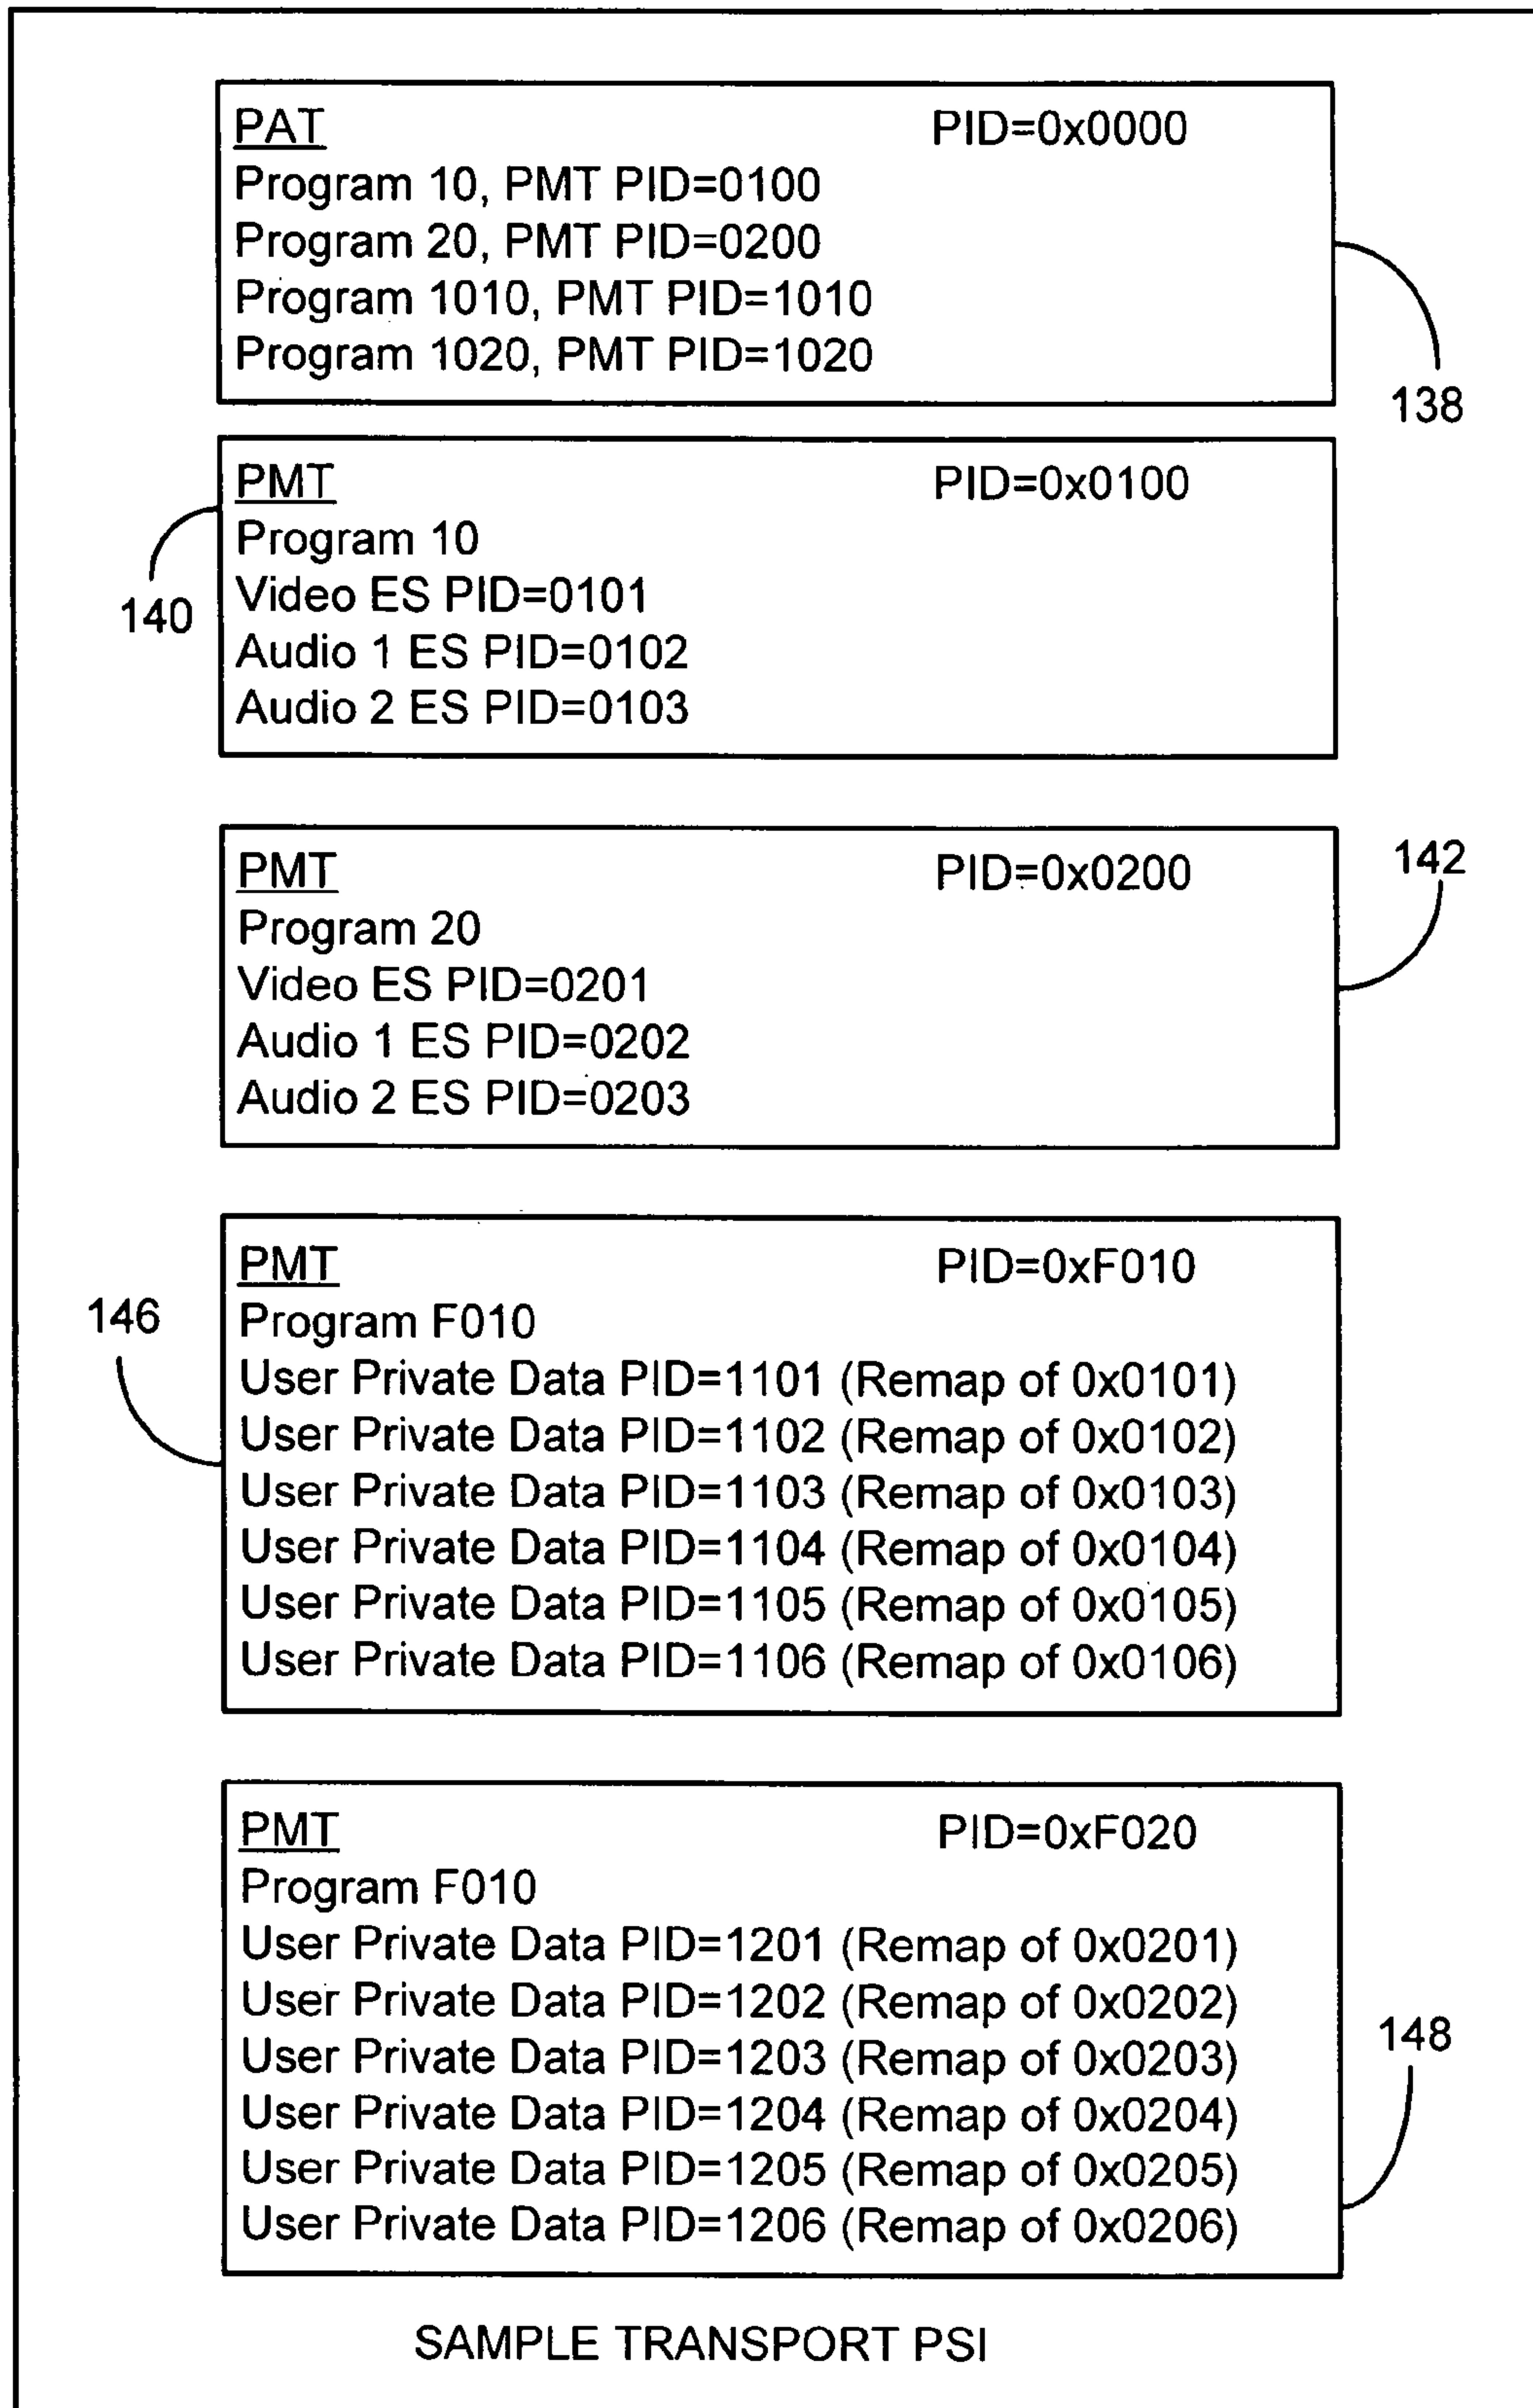 PAT PID=0x0000
Program 10, PMT PID=0100
Program 20, PMT PID=0200
Program 1010, PMT PID=1010
Program 1020, PMT PID=1020
138
PMT PID=0x0100
Program 10
Video ES PID=0101
Audio 1 ES PID=0102
Audio 2 ES PID=0103
140
PMT PID=0x0200
Program 20
Video ES PID=0201
Audio 1 ES PID=0202
Audio 2 ES PID=0203
142
PMT PID=0xF010
Program F010
User Private Data PID=1101 (Remap of 0x0101)
User Private Data PID=1102 (Remap of 0x0102)
User Private Data PID=1103 (Remap of 0x0103)
User Private Data PID=1104 (Remap of 0x0104)
User Private Data PID=1105 (Remap of 0x0105)
User Private Data PID=1106 (Remap of 0x0106)
146
PMT PID=0xF020
Program F010
User Private Data PID=1201 (Remap of 0x0201)
User Private Data PID=1202 (Remap of 0x0202)
User Private Data PID=1203 (Remap of 0x0203)
User Private Data PID=1204 (Remap of 0x0204)
User Private Data PID=1205 (Remap of 0x0205)
User Private Data PID=1206 (Remap of 0x0206)
148
SAMPLE TRANSPORT PSI